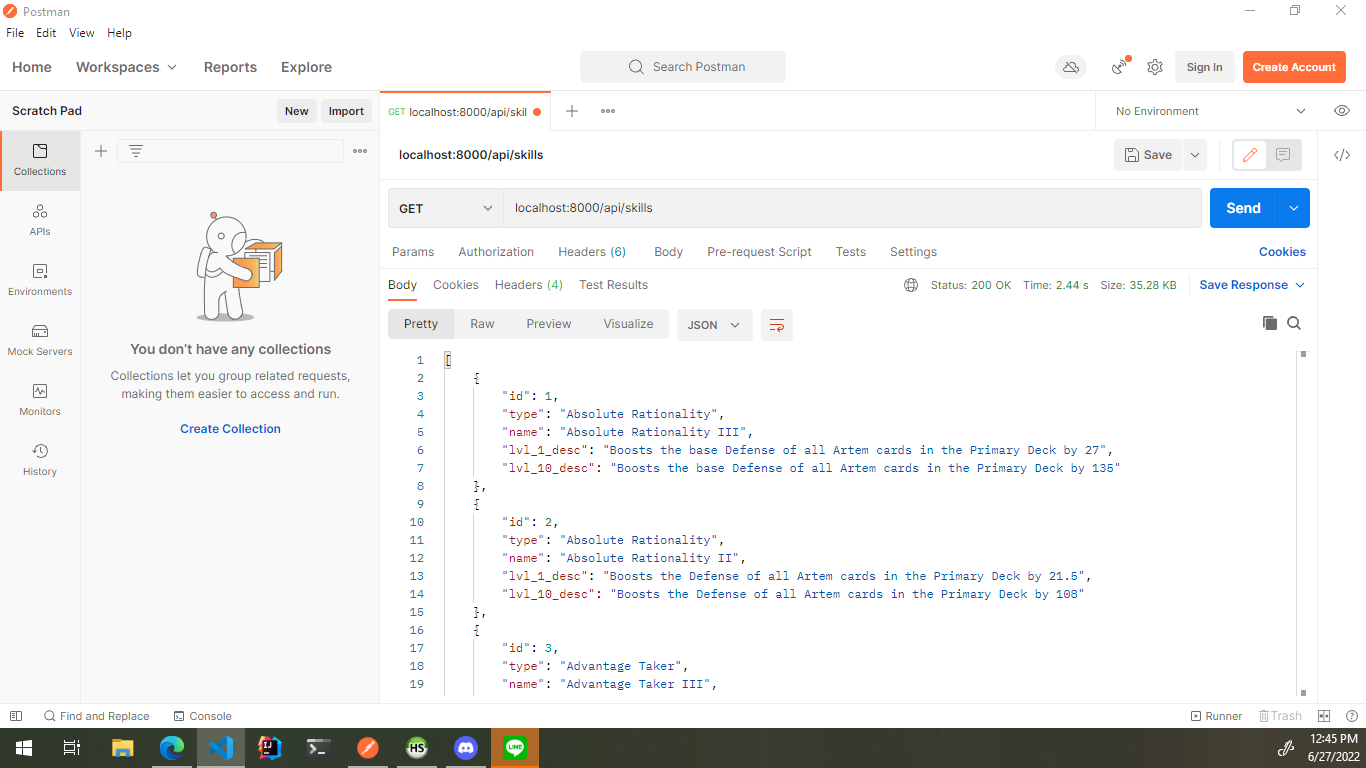 Postman
File Edit View Help
Home Workspaces Reports Explore Search Postman Sign In Create Account
Scratch Pad New Import GET localhost:8000/api/skil No Environment
Collections
APIs
Environments
Mock Servers
Monitors
History
You don't have any collections
Collections let you group related requests,
making them easier to access and run.
Create Collection
localhost:8000/api/skills Save
GET localhost:8000/api/skills Send
Params Authorization Headers (6) Body Pre-request Script Tests Settings Cookies
Body Cookies Headers (4) Test Results Status: 200 OK Time: 2.44 s Size: 35.28 KB Save Response
Pretty Raw Preview Visualize JSON
1 [
2 {
3 "id": 1,
4 "type": "Absolute Rationality",
5 "name": "Absolute Rationality III",
6 "lvl_1_desc": "Boosts the base Defense of all Artem cards in the Primary Deck by 27",
7 "lvl_10_desc": "Boosts the base Defense of all Artem cards in the Primary Deck by 135"
8 },
9 {
10 "id": 2,
11 "type": "Absolute Rationality",
12 "name": "Absolute Rationality II",
13 "lvl_1_desc": "Boosts the Defense of all Artem cards in the Primary Deck by 21.5",
14 "lvl_10_desc": "Boosts the Defense of all Artem cards in the Primary Deck by 108"
15 },
16 {
17 "id": 3,
18 "type": "Advantage Taker",
19 "name": "Advantage Taker III",
Find and Replace Console Runner Trash
HS LINE 12:45 PM
6/27/2022